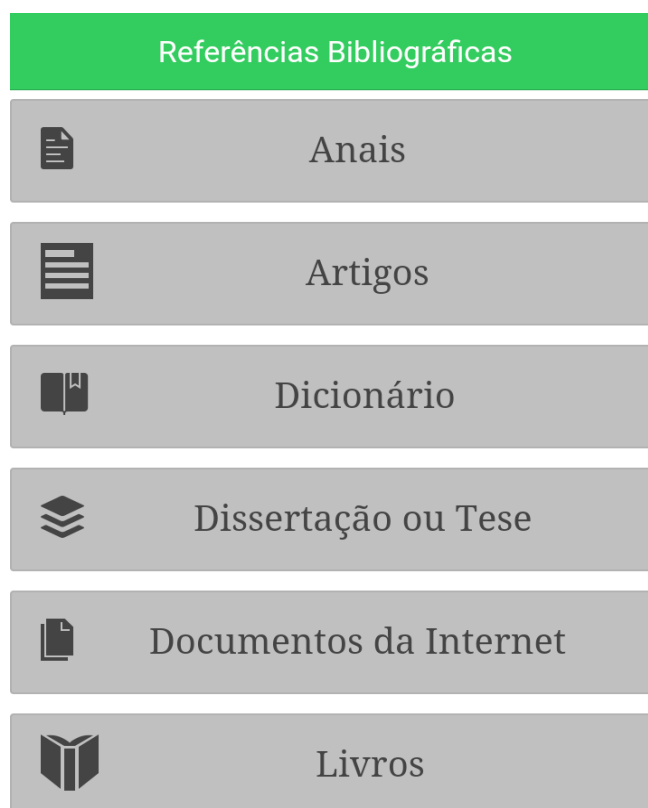 Referências Bibliográficas
Anais
Artigos
Dicionário
Dissertação ou Tese
Documentos da Internet
Livros